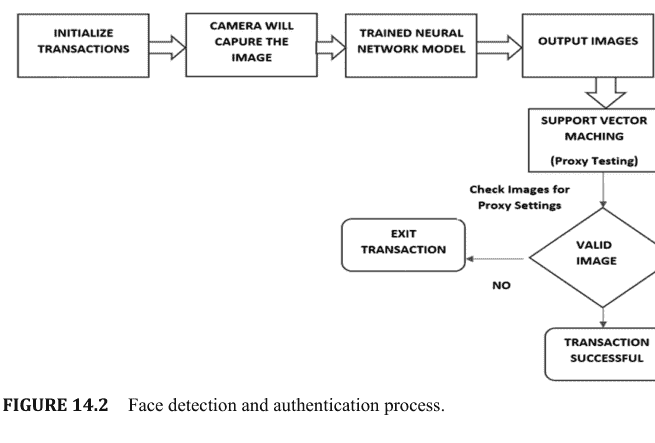 INITIALIZE
TRANSACTIONS
CAMERA WILL
CAPURE THE
IMAGE
TRAINED NEURAL
NETWORK MODEL
OUTPUT IMAGES
SUPPORT VECTOR
MACHING
(Proxy Testing)
Check Images for
Proxy Settings
VALID
IMAGE
EXIT
TRANSACTION
NO
TRANSACTION
SUCCESSFUL
FIGURE 14.2 Face detection and authentication process.